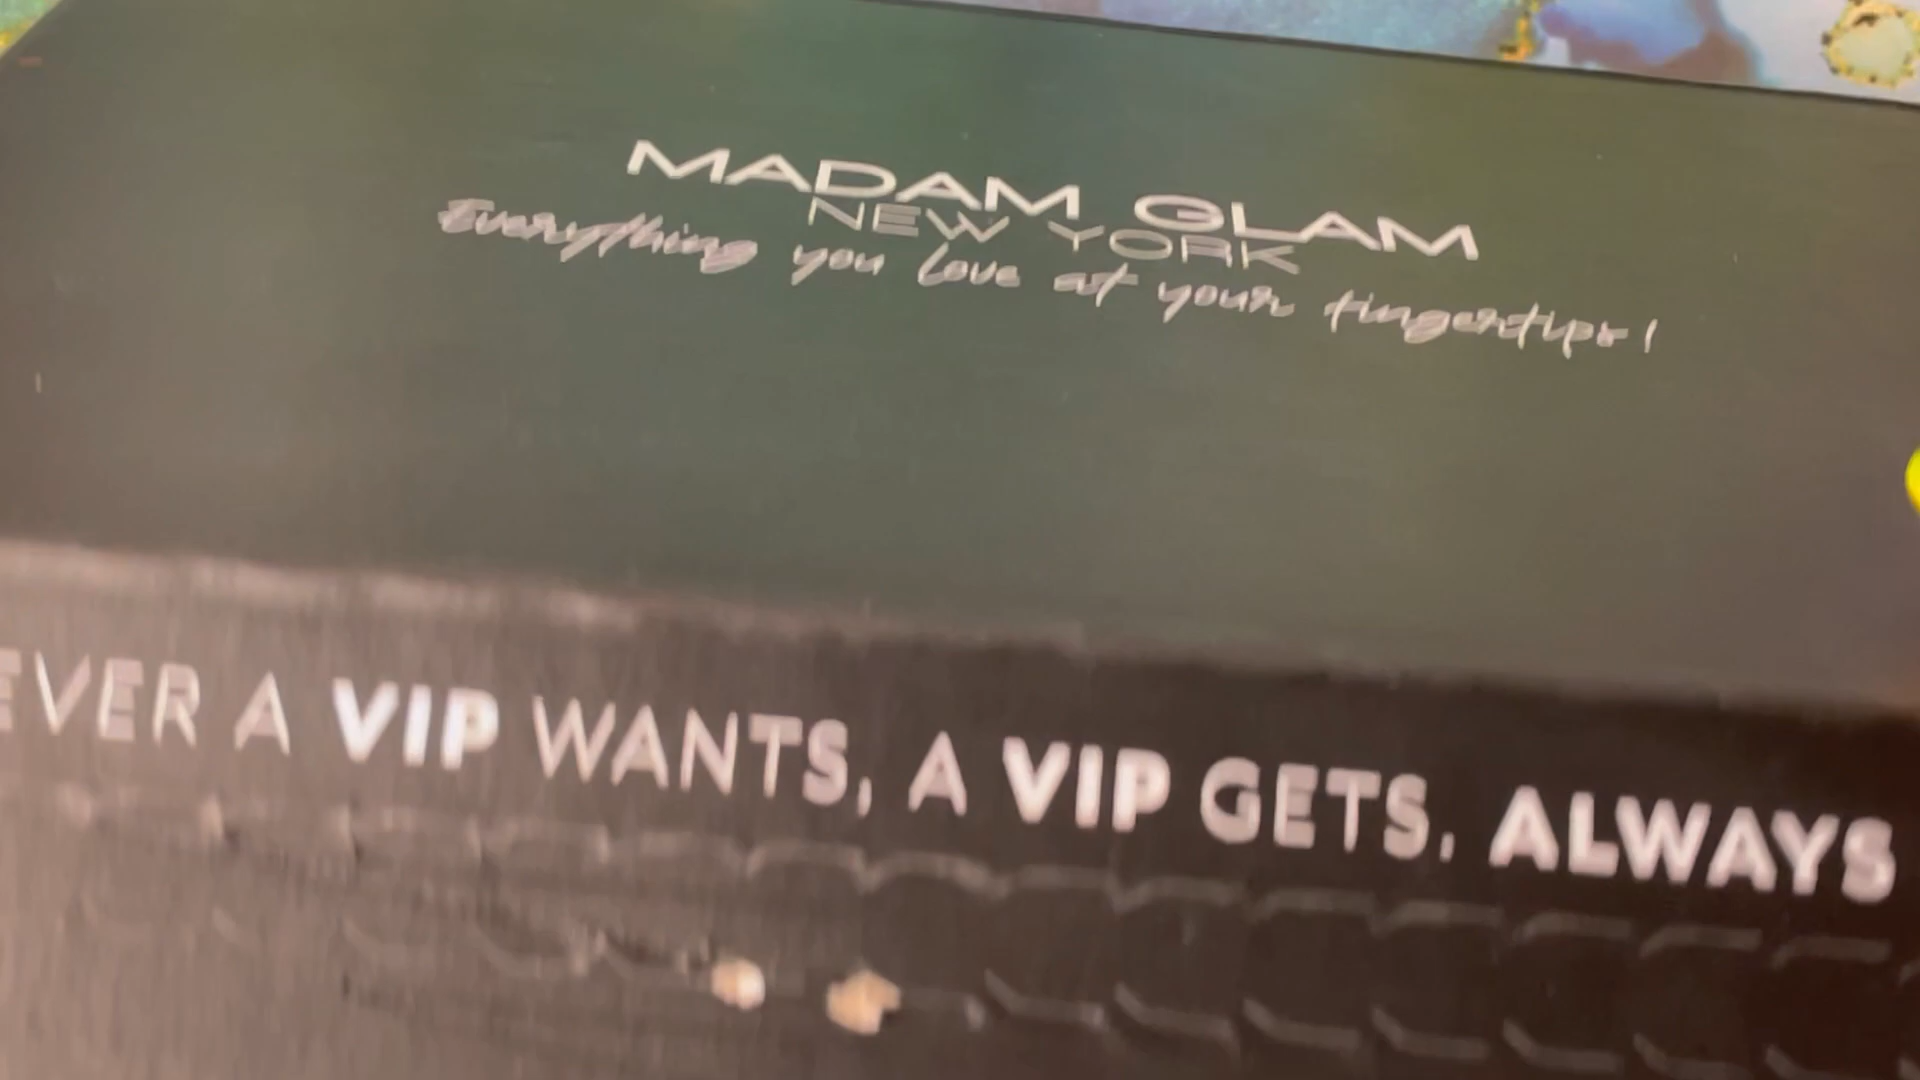 MADAM GLAM
NEW YORK
Everything you love at your fingertips!
EVER A VIP WANTS, A VIP GETS. ALWAYS